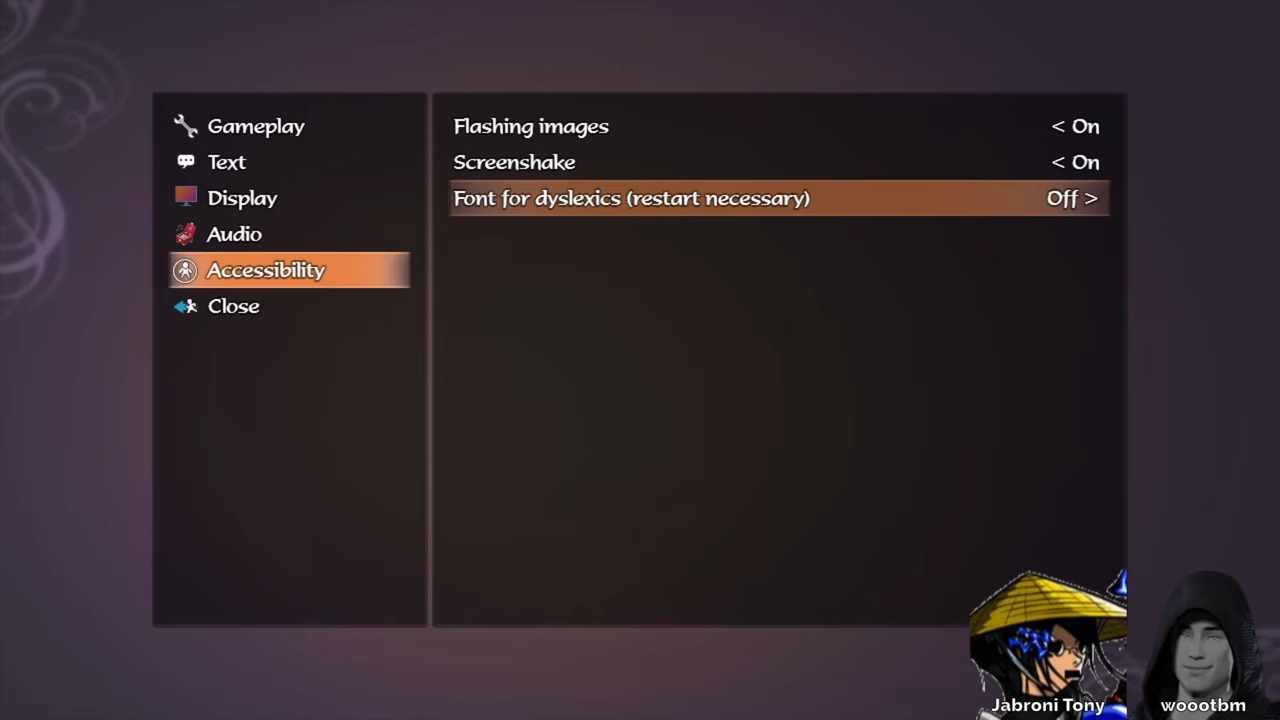 Gameplay
Text
Display
Audio
Accessibility
Close
Flashing images < On
Screenshake < On
Font for dyslexics (restart necessary) Off >
Jabroni Tony
woootbm